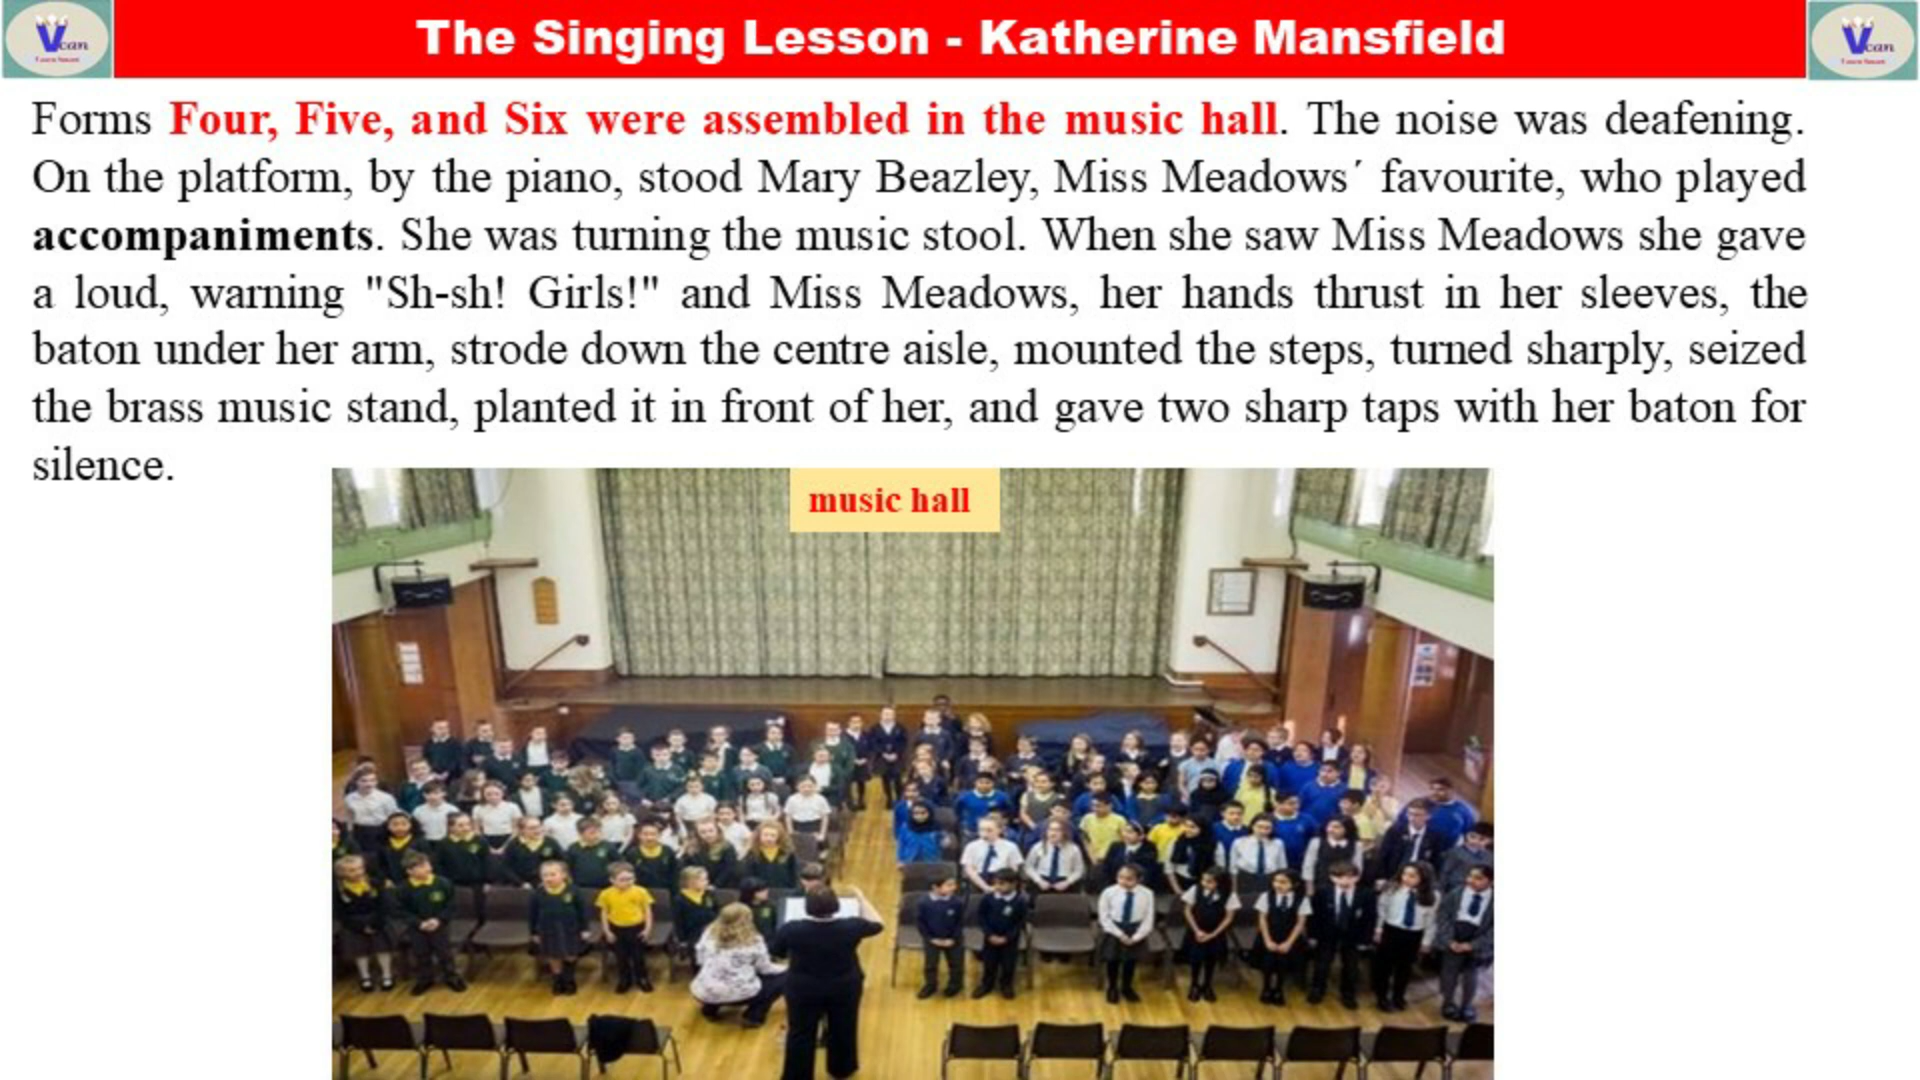 The Singing Lesson - Katherine Mansfield
Vcan
Vcan
Forms Four, Five, and Six were assembled in the music hall. The noise was deafening.
On the platform, by the piano, stood Mary Beazley, Miss Meadows´ favourite, who played
accompaniments. She was turning the music stool. When she saw Miss Meadows she gave
a loud, warning "Sh-sh! Girls!" and Miss Meadows, her hands thrust in her sleeves, the
baton under her arm, strode down the centre aisle, mounted the steps, turned sharply, seized
the brass music stand, planted it in front of her, and gave two sharp taps with her baton for
silence.
music hall